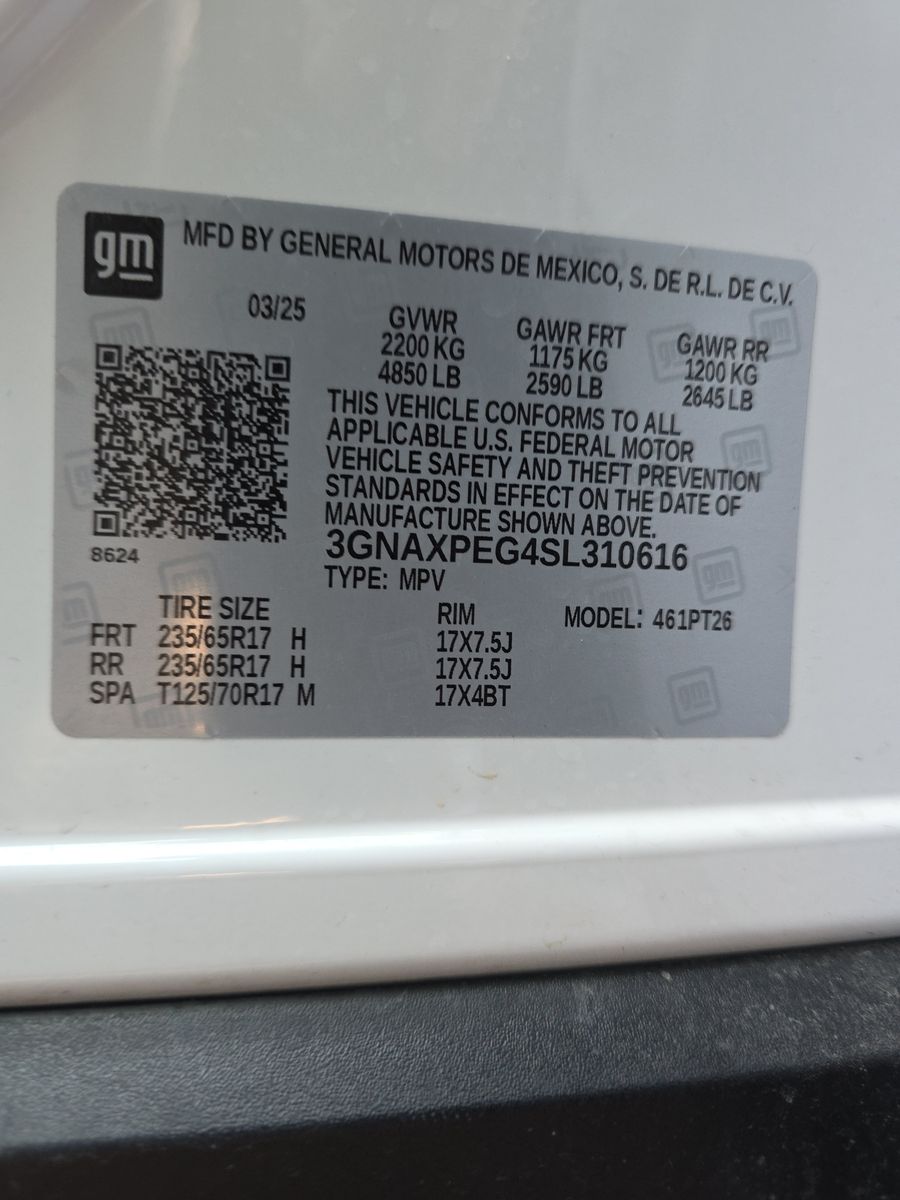 gm
MFD BY GENERAL MOTORS DE MEXICO, S. DE R.L. DE C.V.
03/25
GVWR GAWR FRT GAWR RR
2200 KG 1175 KG 1200 KG
4850 LB 2590 LB 2645 LB
THIS VEHICLE CONFORMS TO ALL
APPLICABLE U.S. FEDERAL MOTOR
VEHICLE SAFETY AND THEFT PREVENTION
STANDARDS IN EFFECT ON THE DATE OF
MANUFACTURE SHOWN ABOVE.
8624
3GNAXPEG4SL310616
TYPE: MPV
TIRE SIZE RIM MODEL: 461PT26
FRT 235/65R17 H 17X7.5J
RR 235/65R17 H 17X7.5J
SPA T125/70R17 M 17X4BT